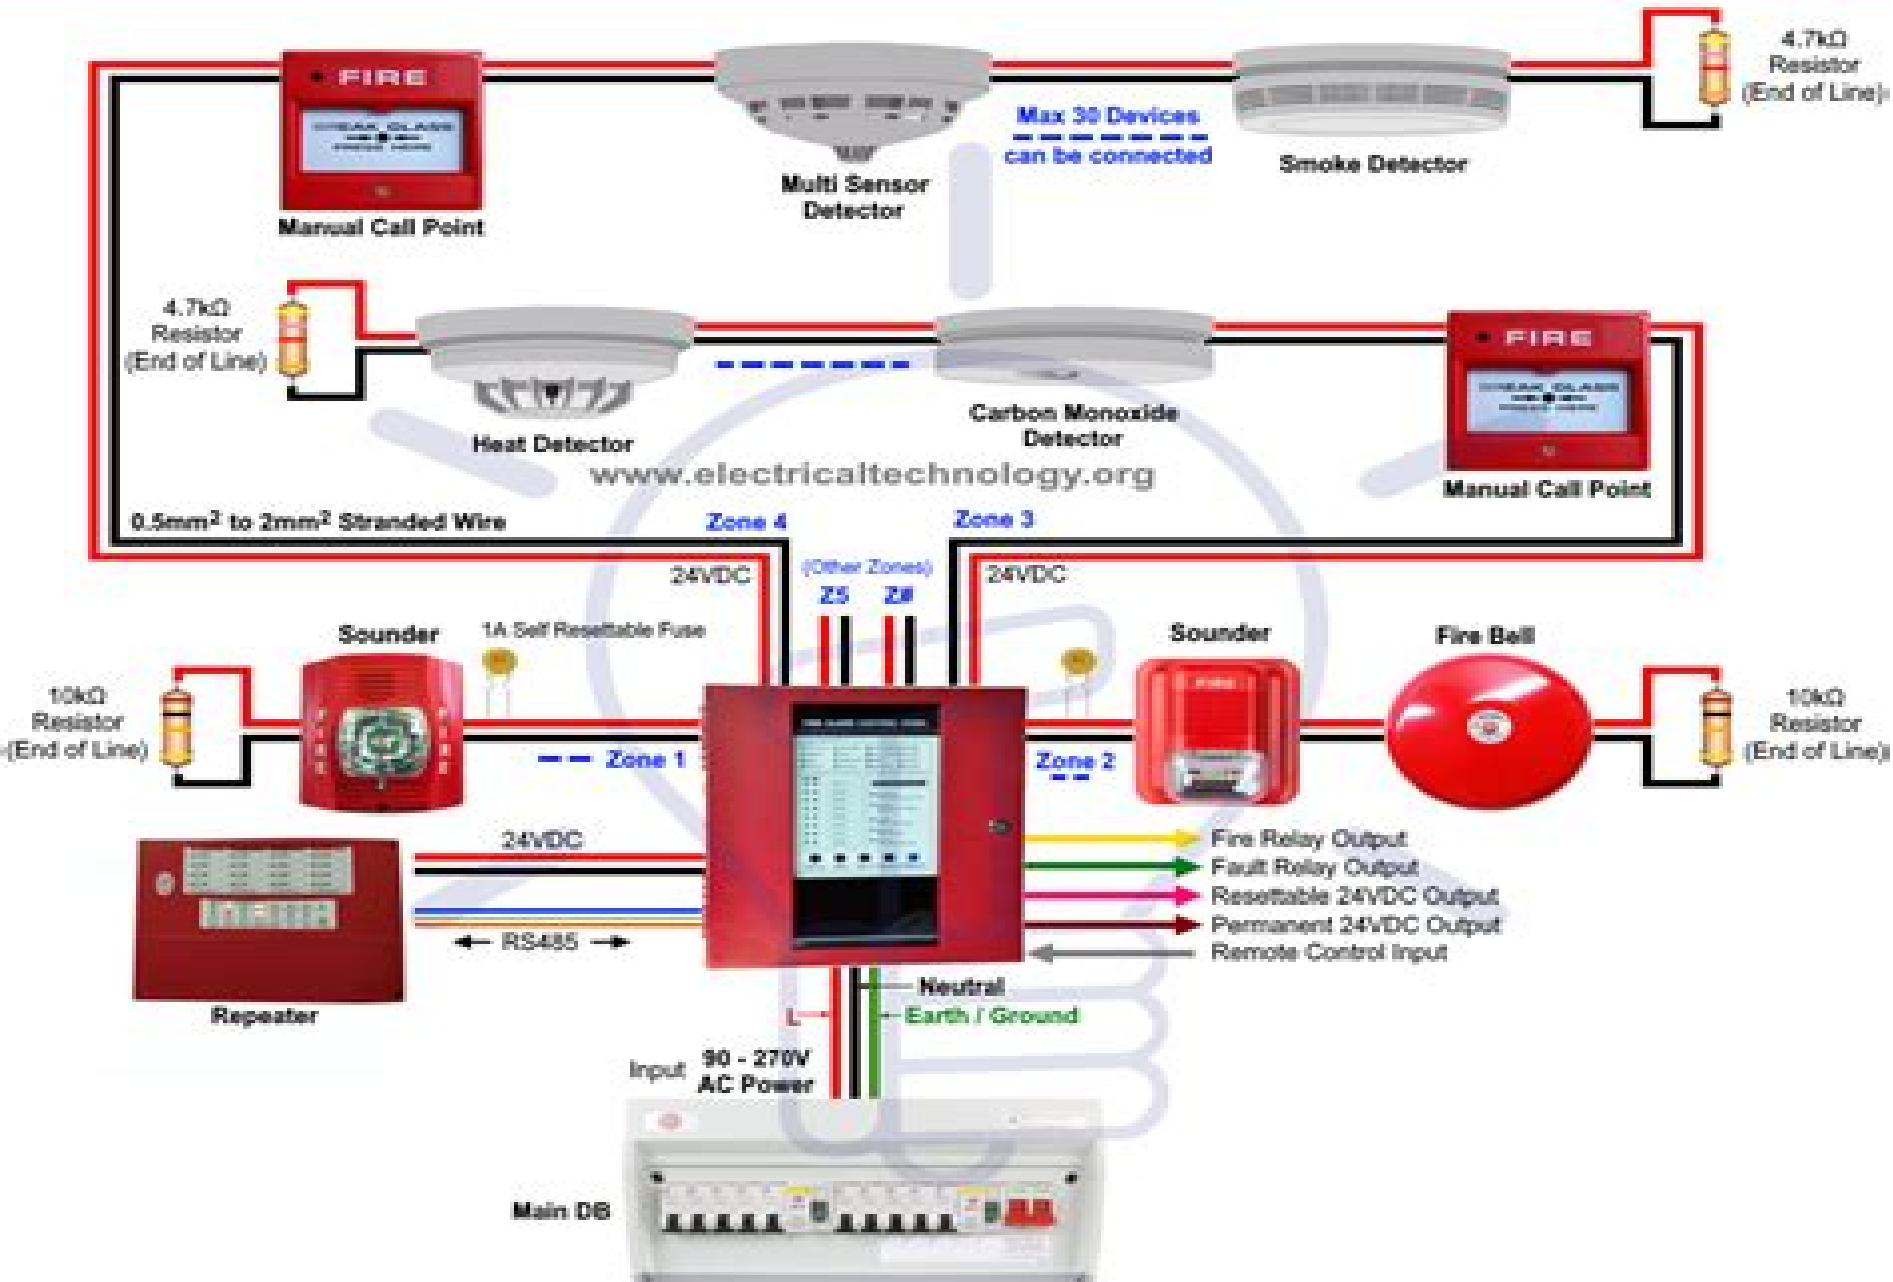 4.7kΩ
Resistor
(End of Line)
FIRE
Max 30 Devices
can be connected
Manual Call Point
Multi Sensor
Detector
Smoke Detector
4.7kΩ
Resistor
(End of Line)
FIRE
BREAK GLASS
PRESS HERE
Heat Detector
Carbon Monoxide
Detector
Manual Call Point
www.electricaltechnology.org
0.5mm² to 2mm² Stranded Wire
Zone 4
Zone 3
24VDC
(Other Zones)
24VDC
Z5
Z#
Sounder
1A Self Resettable Fuse
Sounder
Fire Bell
FIRE
10kΩ
Resistor
(End of Line)
10kΩ
Resistor
(End of Line)
Zone 1
Zone 2
24VDC
RS485
Repeater
Fire Relay Output
Fault Relay Output
Resettable 24VDC Output
Permanent 24VDC Output
Remote Control Input
Neutral
L
Earth / Ground
Input
90 - 270V
AC Power
Main DB